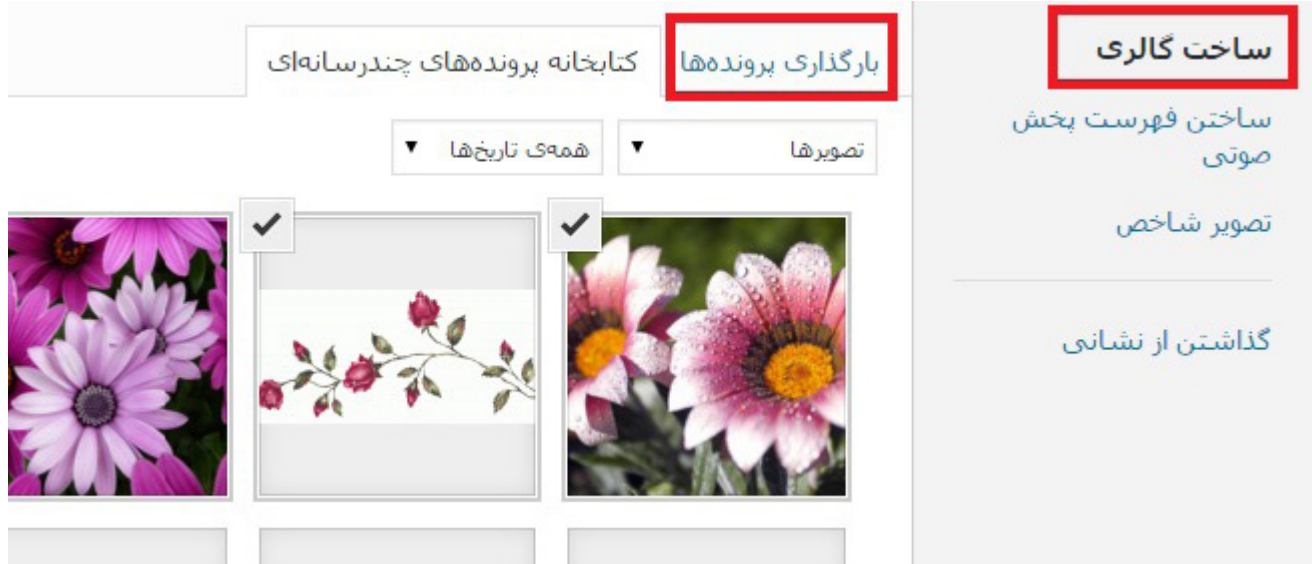 ساخت گالری
ساختن فهرست پخش
صوتی
تصویر شاخص
گذاشتن از نشانی
بارگذاری پرونده‌ها
کتابخانه پرونده‌های چندرسانه‌ای
تصویرها
همه‌ی تاریخ‌ها